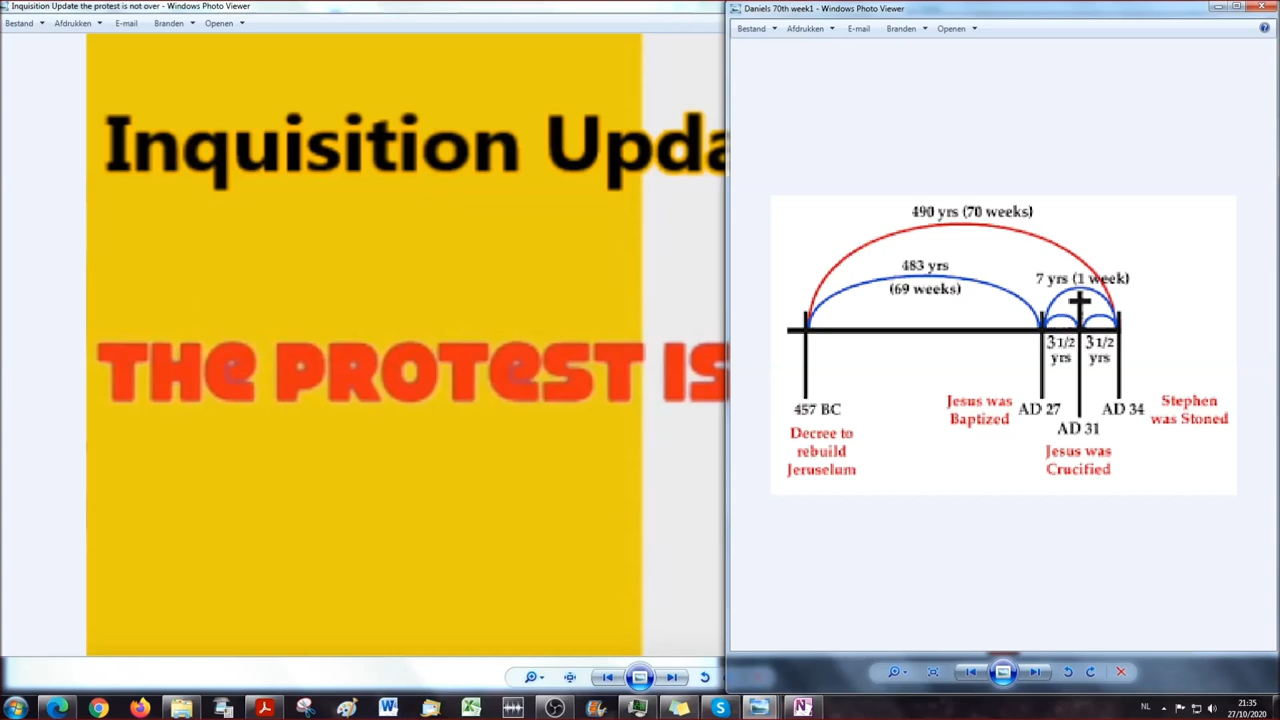 Inquisition Update the protest is not over - Windows Photo Viewer
Bestand Afdrukken E-mail Branden Openen
Inquisition Upda
THE PROTEST IS
Daniels 70th week1 - Windows Photo Viewer
Bestand Afdrukken E-mail Branden Openen
490 yrs (70 weeks)
483 yrs
(69 weeks)
7 yrs (1 week)
3 1/2
yrs
3 1/2
yrs
457 BC
Decree to
rebuild
Jeruselum
Jesus was
Baptized
AD 27
AD 31
Jesus was
Crucified
AD 34
Stephen
was Stoned
NL
21:35
27/10/2020